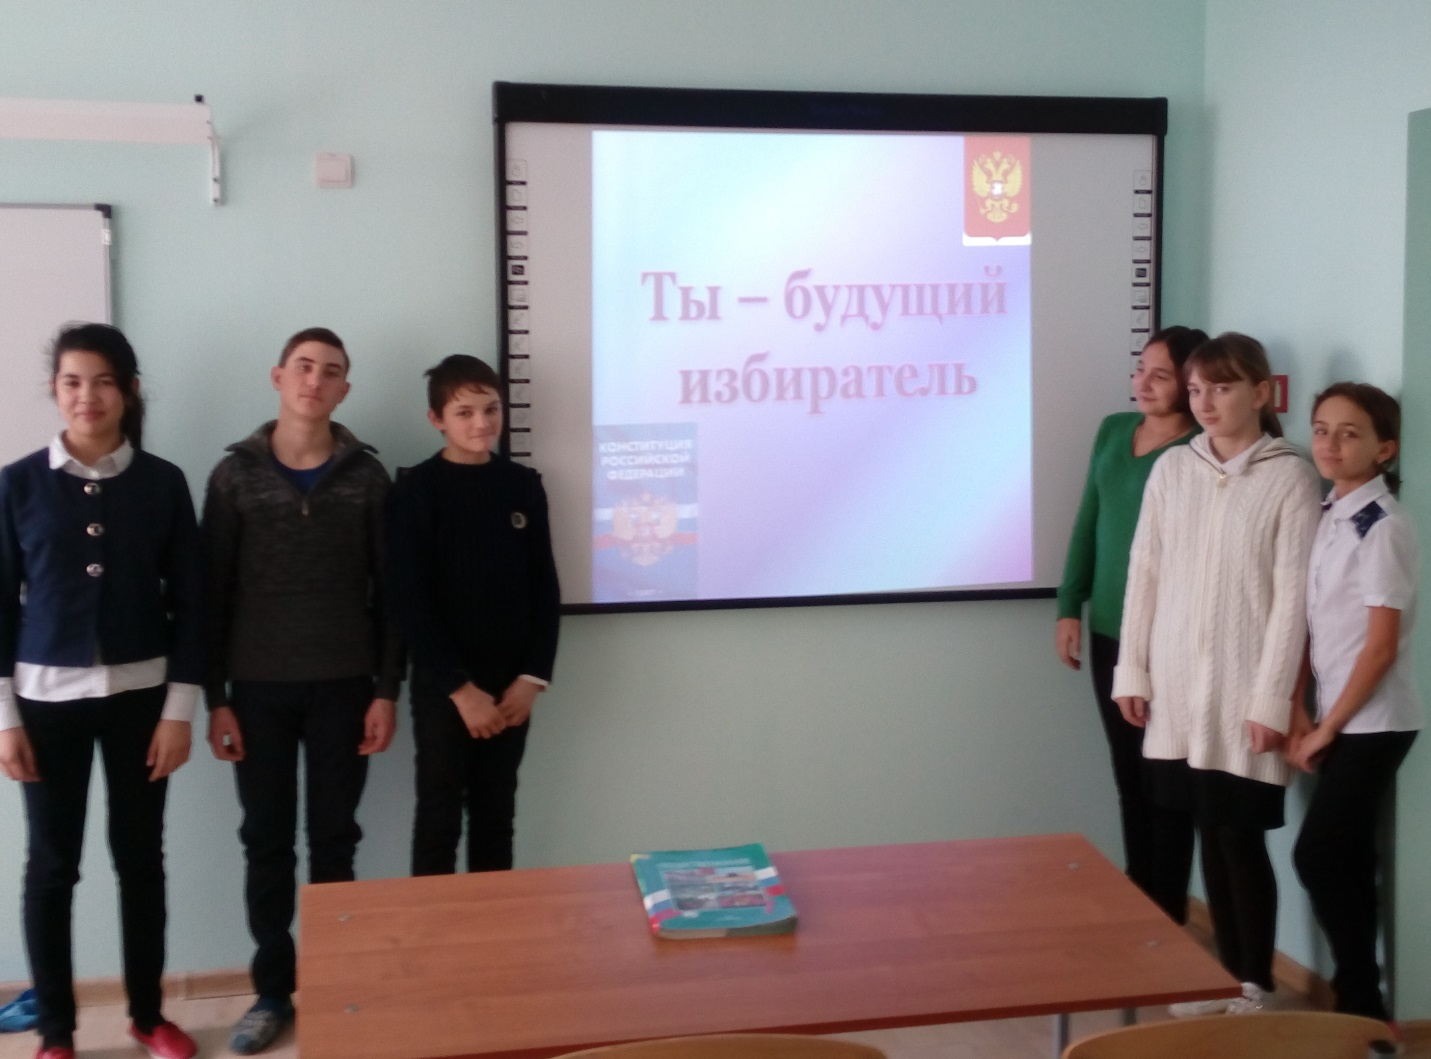 Ты – будущий
избиратель
КОНСТИТУЦИЯ
РОССИЙСКОЙ
ФЕДЕРАЦИИ